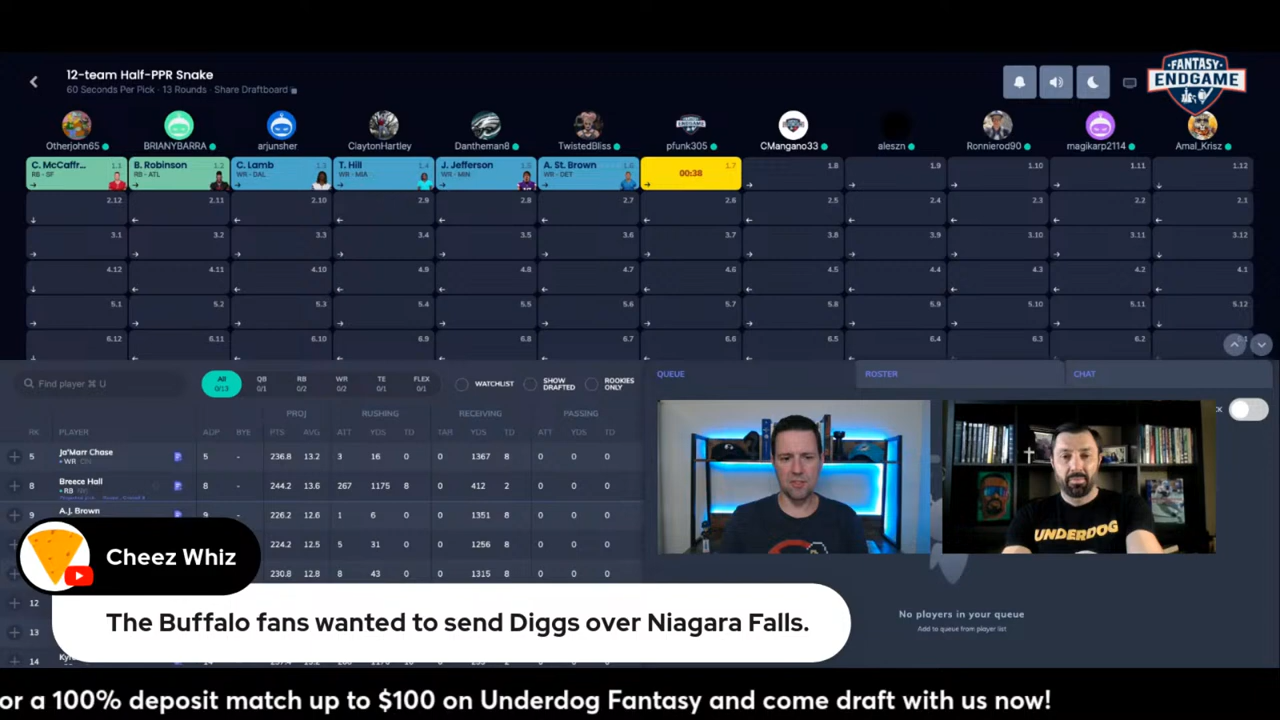 12-team Half-PPR Snake
60 Seconds Per Pick · 13 Rounds · Share Draftboard
FANTASY
ENDGAME
Otherjohn65 BRIANYBARRA arjunsher ClaytonHartley Dantheman8 TwistedBliss pfunk305 CMangano33 aleszn Ronnierod90 magikarp2114 Amal_Krisz
C. McCaffr... 1.1 B. Robinson 1.2 C. Lamb 1.3 T. Hill 1.4 J. Jefferson 1.5 A. St. Brown 1.6 1.7 1.8 1.9 1.10 1.11 1.12
RB - SF RB - ATL WR - DAL WR - MIA WR - MIN WR - DET 00:38
2.12 2.11 2.10 2.9 2.8 2.7 2.6 2.5 2.4 2.3 2.2 2.1
3.1 3.2 3.3 3.4 3.5 3.6 3.7 3.8 3.9 3.10 3.11 3.12
4.12 4.11 4.10 4.9 4.8 4.7 4.6 4.5 4.4 4.3 4.2 4.1
5.1 5.2 5.3 5.4 5.5 5.6 5.7 5.8 5.9 5.10 5.11 5.12
6.12 6.11 6.10 6.9 6.8 6.7 6.6 6.5 6.4 6.3 6.2
Find player ⌘ U
All 0/13 QB 0/1 RB 0/2 WR 0/2 TE 0/1 FLEX 0/1 WATCHLIST SHOW DRAFTED ROOKIES ONLY
QUEUE ROSTER CHAT
PROJ RUSHING RECEIVING PASSING
RK PLAYER ADP BYE PTS AVG ATT YDS TD TAR YDS TD ATT YDS TD
5 Ja'Marr Chase 5 - 236.8 13.2 3 16 0 0 1367 8 0 0 0
WR CIN
8 Breece Hall 8 - 244.2 13.6 267 1175 8 0 412 2 0 0 0
RB
9 A.J. Brown 9 - 226.2 12.6 1 6 0 0 1351 8 0 0 0
224.2 12.5 5 31 0 0 1256 8 0 0 0
230.8 12.8 8 43 0 0 1315 8 0 0 0
12
13
14
UNDERDOG
No players in your queue
Add to queue from player list
Cheez Whiz
The Buffalo fans wanted to send Diggs over Niagara Falls.
or a 100% deposit match up to $100 on Underdog Fantasy and come draft with us now!